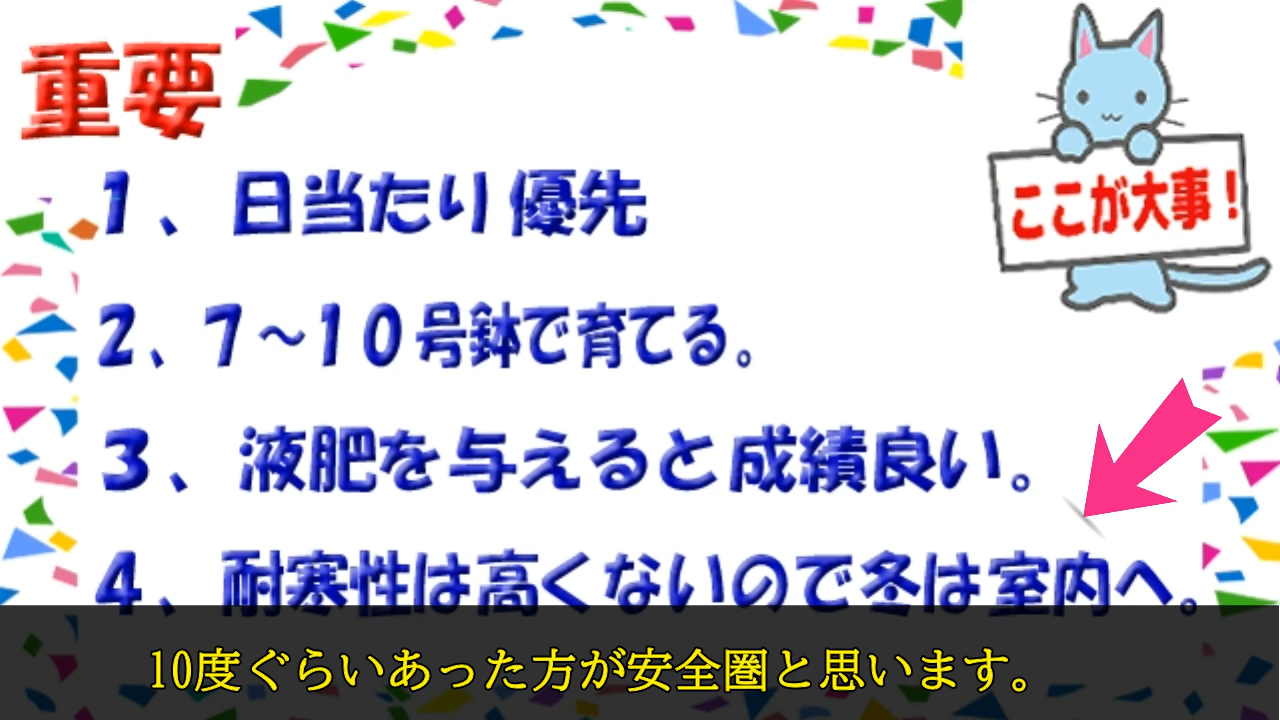 重要
ここが大事！
１、日当たり優先
２、７～１０号鉢で育てる。
３、液肥を与えると成績良い。
４、耐寒性は高くないので冬は室内へ。
10度ぐらいあった方が安全圏と思います。